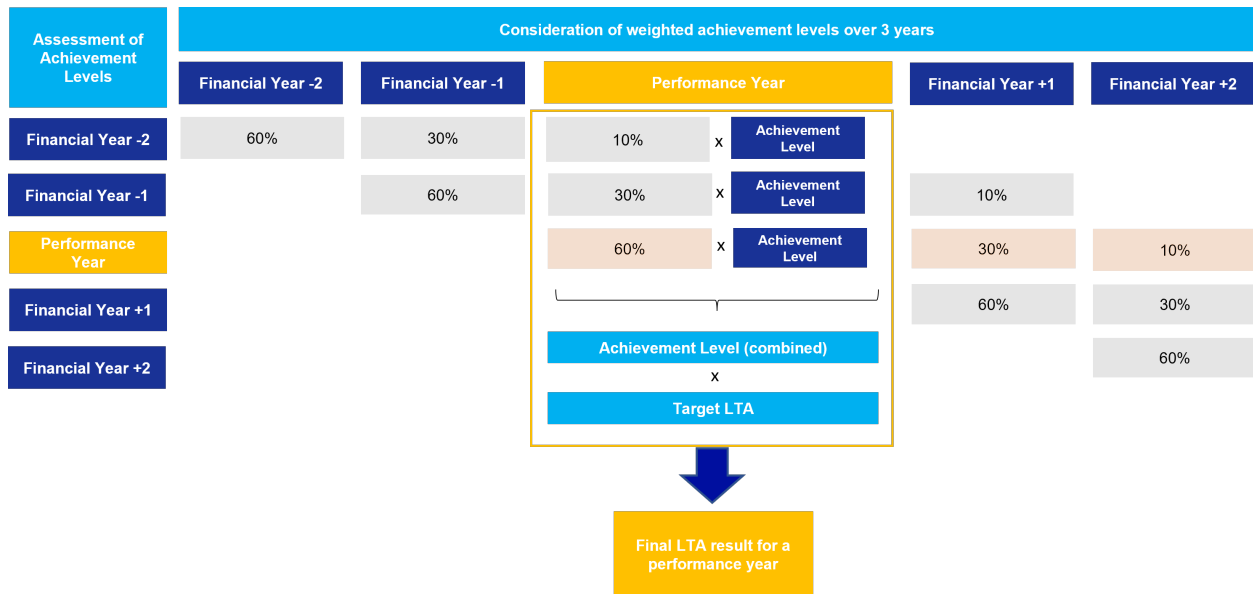 Assessment of
Achievement
Levels
Consideration of weighted achievement levels over 3 years
Financial Year -2
Financial Year -1
Performance Year
Financial Year +1
Financial Year +2
Financial Year -2
60%
30%
10%
x
Achievement
Level
Financial Year -1
60%
30%
x
Achievement
Level
10%
Performance
Year
60%
x
Achievement
Level
30%
10%
Financial Year +1
60%
30%
Achievement Level (combined)
Financial Year +2
60%
x
Target LTA
Final LTA result for a
performance year